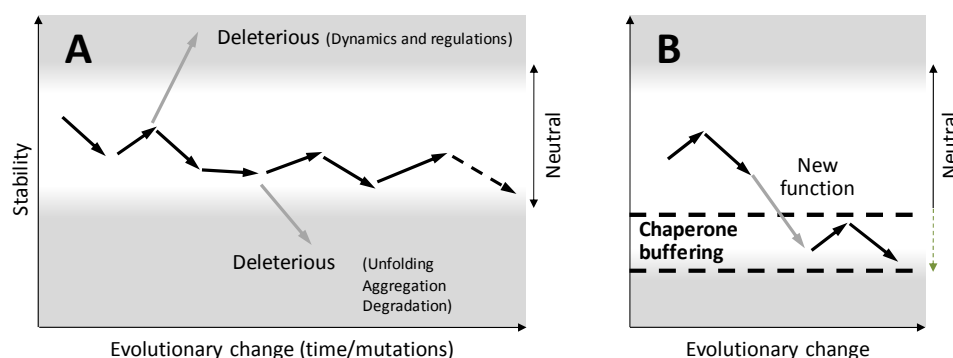 A
Deleterious (Dynamics and regulations)
Stability
Neutral
Deleterious
(Unfolding
Aggregation
Degradation)
Evolutionary change (time/mutations)
B
New
function
Neutral
Chaperone
buffering
Evolutionary change